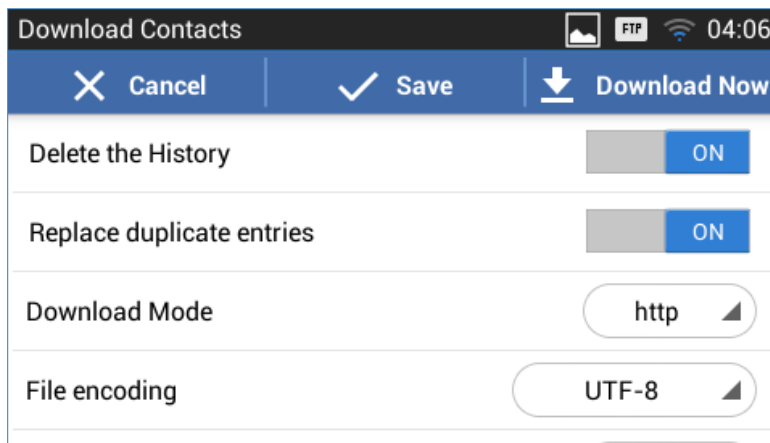 Download Contacts FTP 04:06
Cancel Save Download Now
Delete the History ON
Replace duplicate entries ON
Download Mode http
File encoding UTF-8